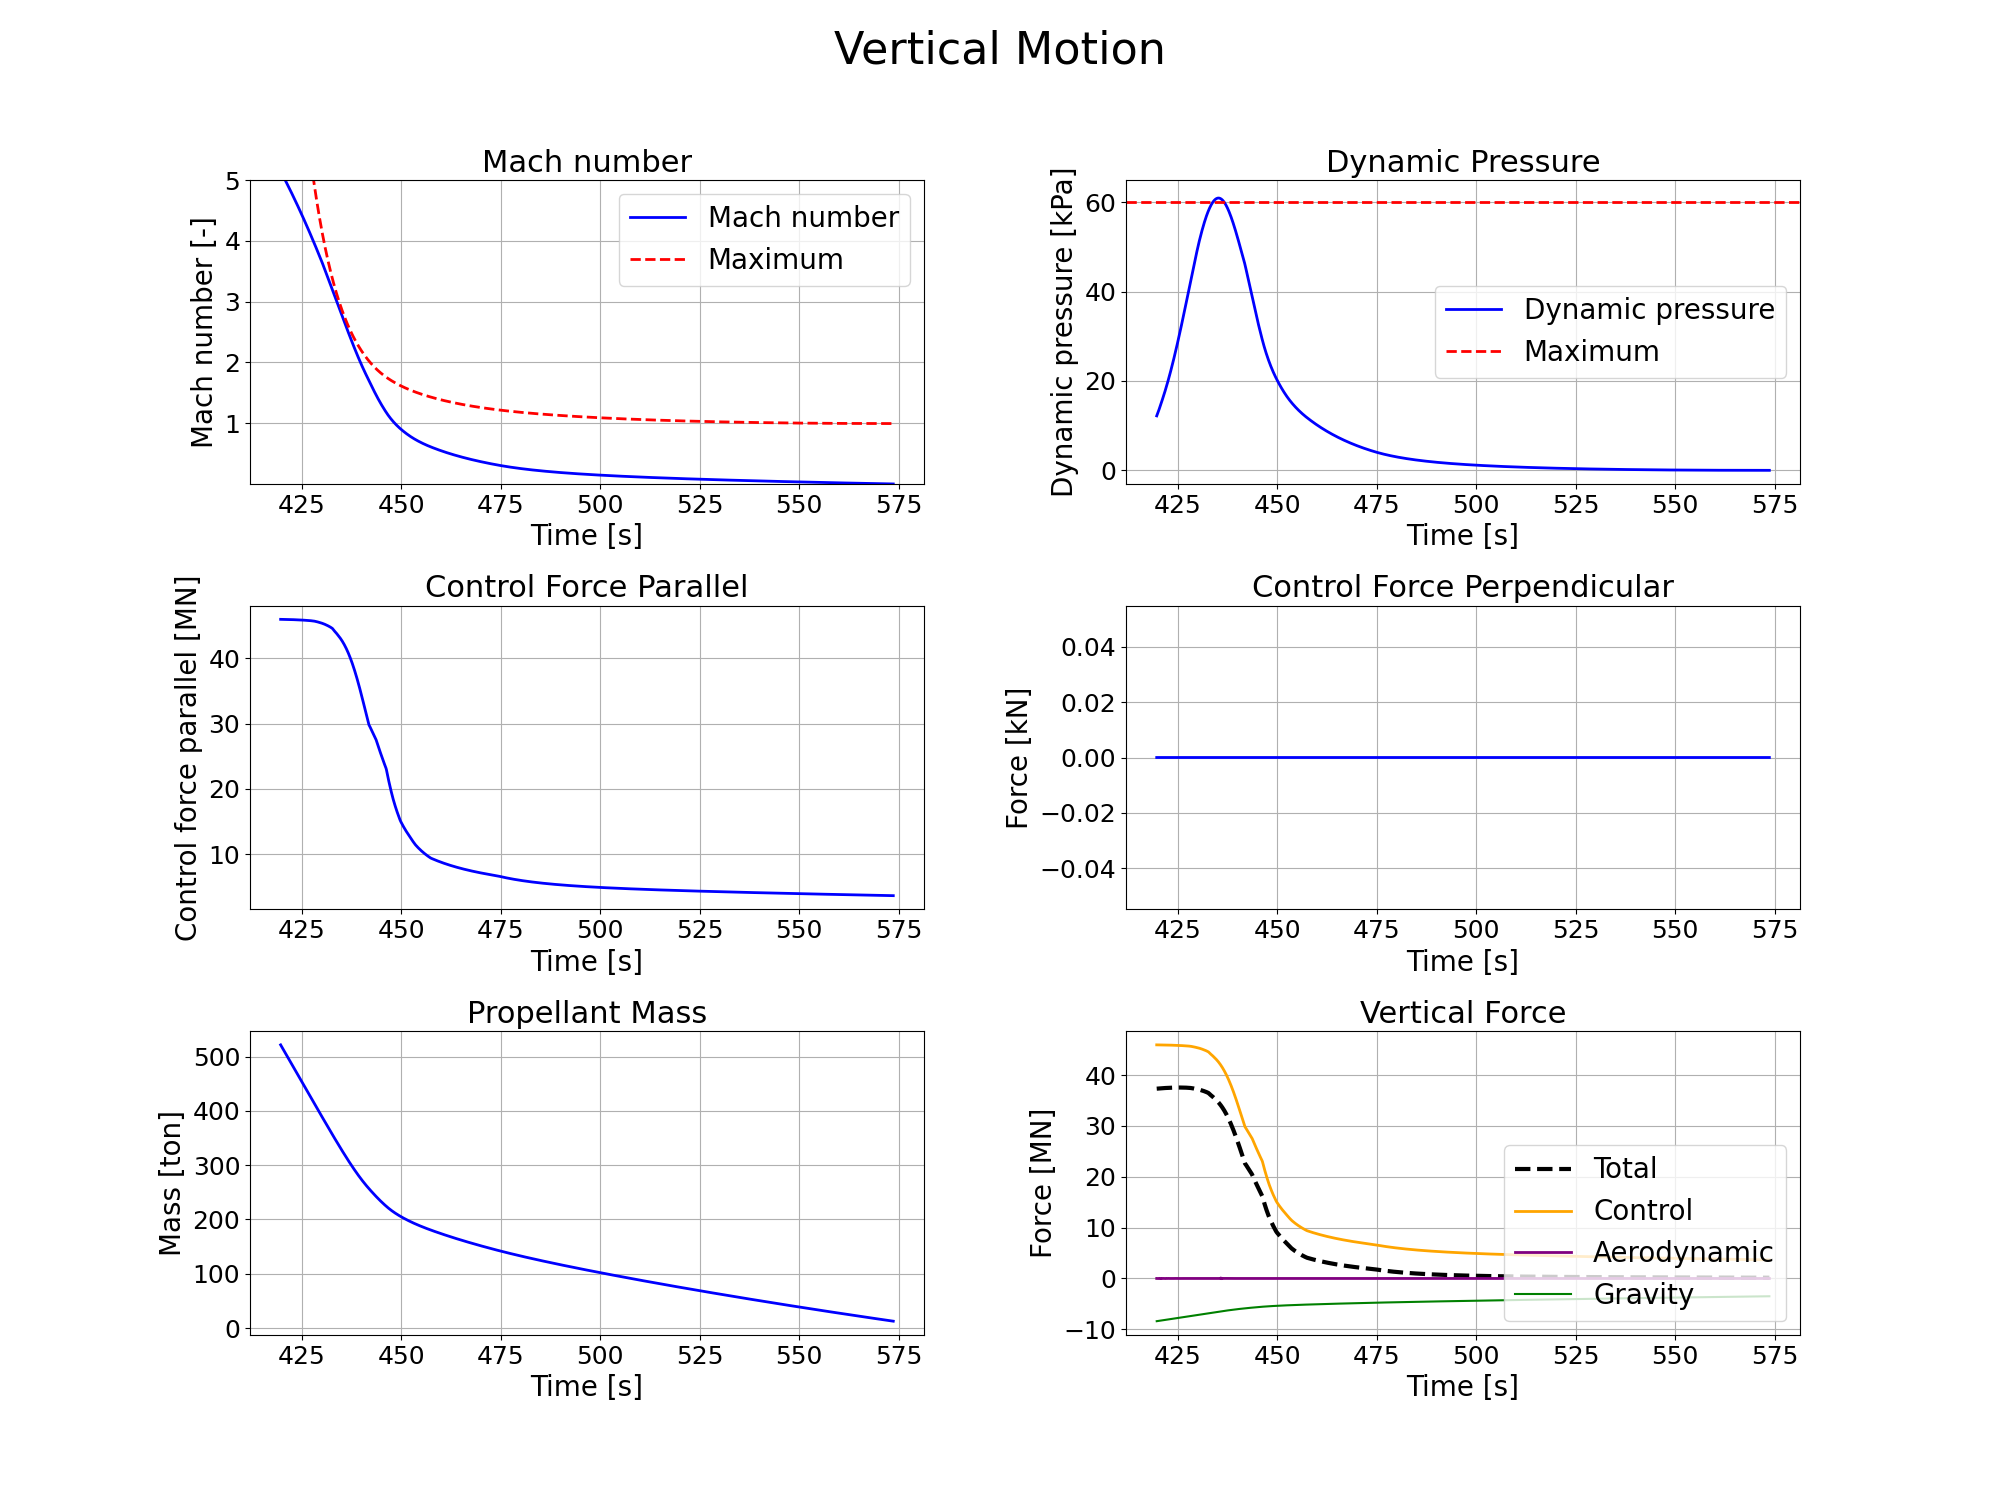 Vertical Motion
Mach number
Mach number [-]
5
4
3
2
1
Mach number
Maximum
425 450 475 500 525 550 575
Time [s]
Dynamic Pressure
Dynamic pressure [kPa]
60
40
20
0
Dynamic pressure
Maximum
425 450 475 500 525 550 575
Time [s]
Control Force Parallel
Control force parallel [MN]
40
30
20
10
425 450 475 500 525 550 575
Time [s]
Control Force Perpendicular
Force [kN]
0.04
0.02
0.00
−0.02
−0.04
425 450 475 500 525 550 575
Time [s]
Propellant Mass
Mass [ton]
500
400
300
200
100
0
425 450 475 500 525 550 575
Time [s]
Vertical Force
Force [MN]
40
30
20
10
0
−10
Total
Control
Aerodynamic
Gravity
425 450 475 500 525 550 575
Time [s]